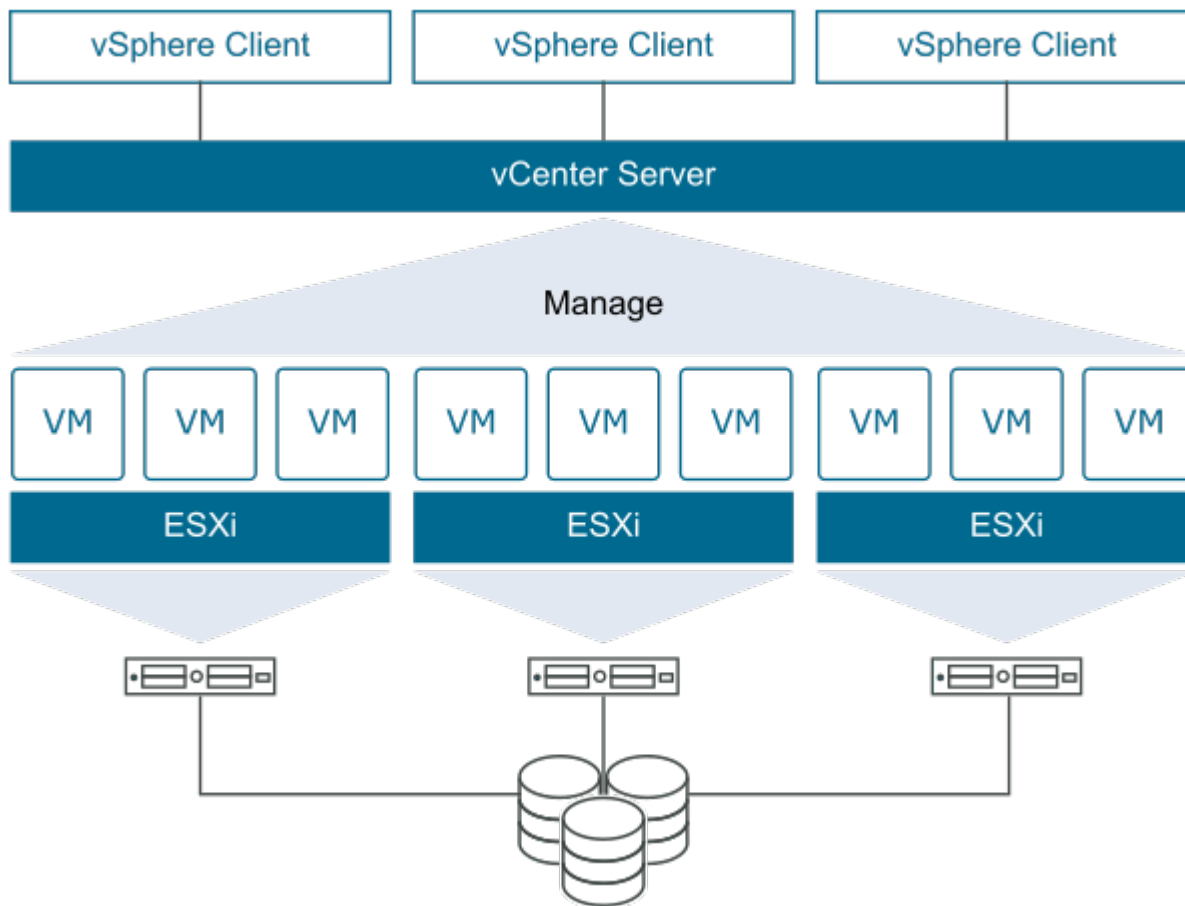 vSphere Client
vSphere Client
vSphere Client
vCenter Server
Manage
VM
VM
VM
VM
VM
VM
VM
VM
VM
ESXi
ESXi
ESXi